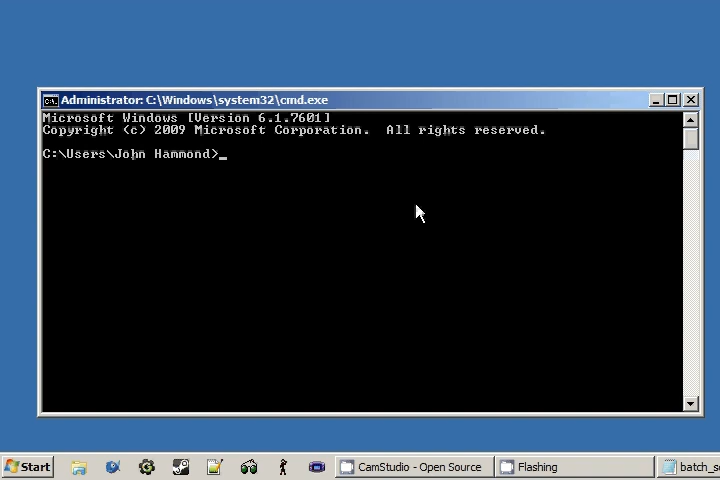 Administrator: C:\Windows\system32\cmd.exe
Microsoft Windows [Version 6.1.7601]
Copyright (c) 2009 Microsoft Corporation.  All rights reserved.
C:\Users\John Hammond>_
Start
CamStudio - Open Source
Flashing